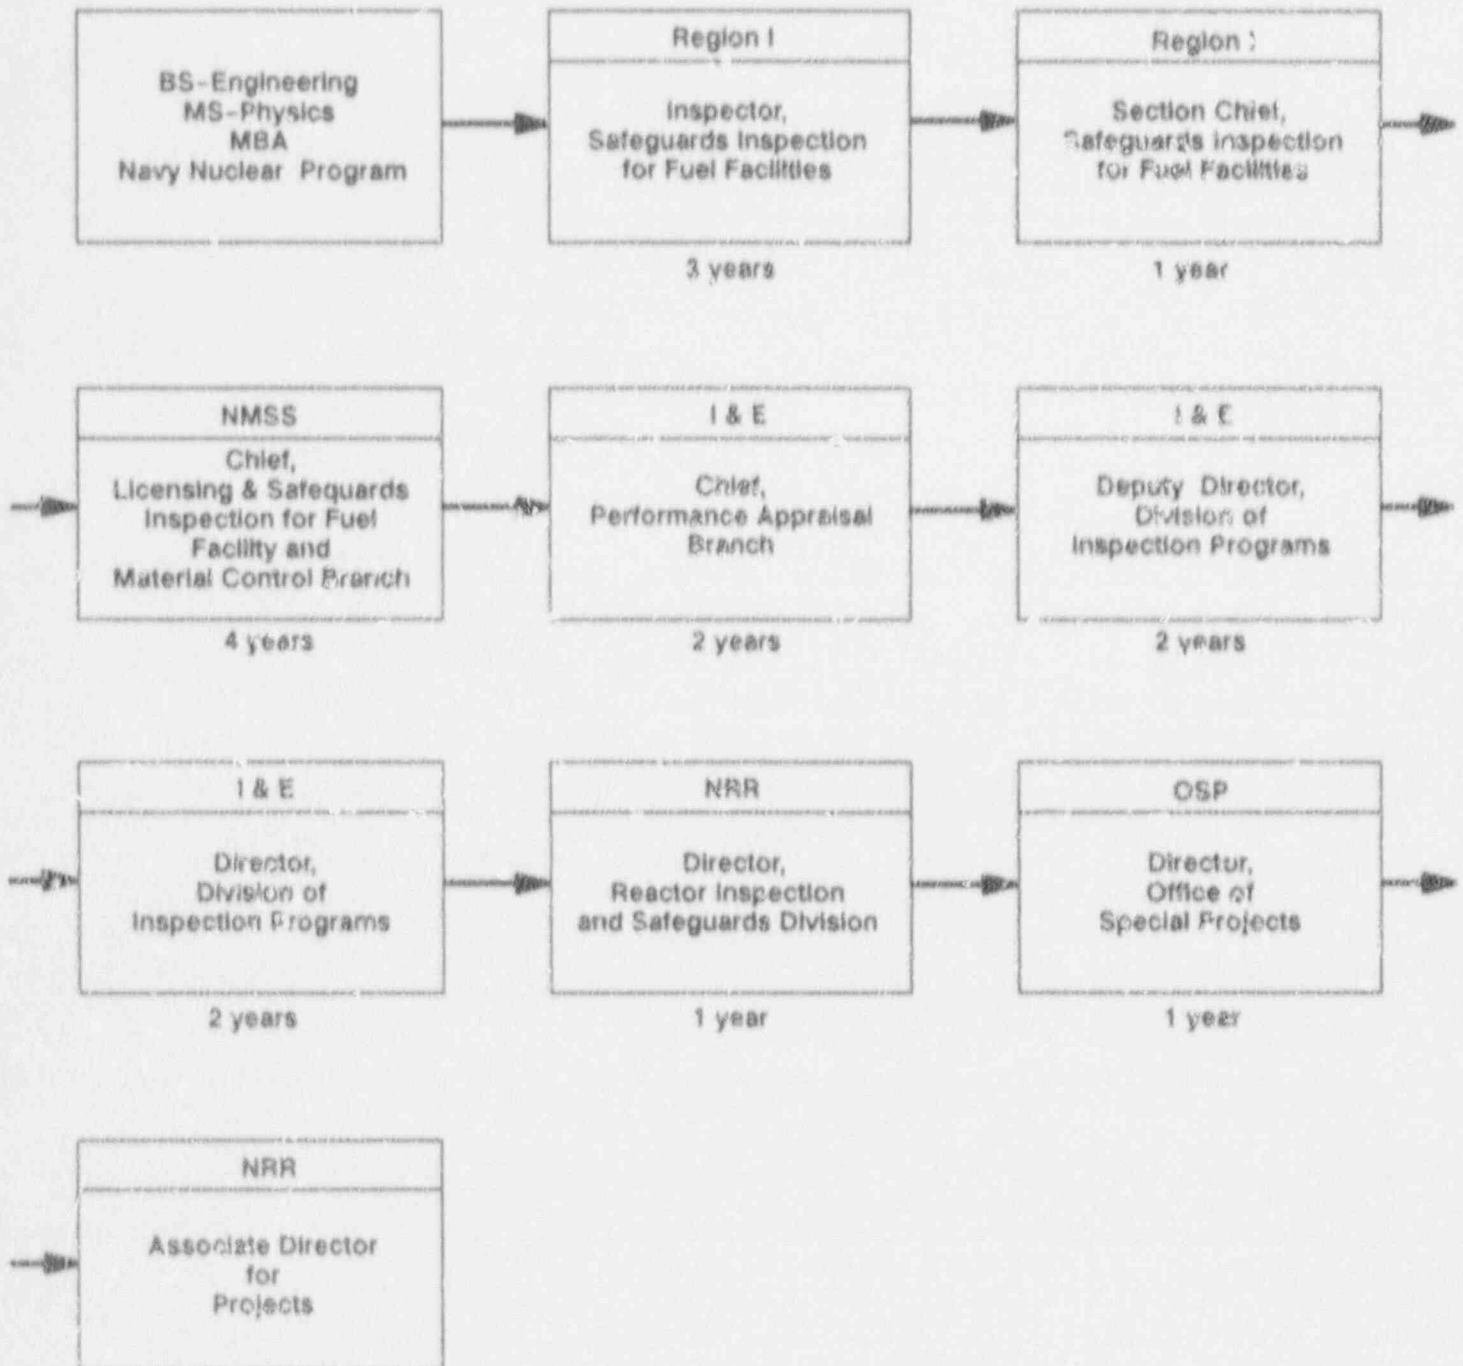 BS-Engineering
MS-Physics
MBA
Navy Nuclear Program
Region I
Inspector,
Safeguards Inspection
for Fuel Facilities
3 years
Region
Section Chief,
Safeguards Inspection
for Fuel Facilities
1 year
NMSS
Chief,
Licensing & Safeguards
Inspection for Fuel
Facility and
Material Control Branch
4 years
I & E
Chief,
Performance Appraisal
Branch
2 years
I & E
Deputy Director,
Division of
Inspection Programs
2 years
I & E
Director,
Division of
Inspection Programs
2 years
NRR
Director,
Reactor Inspection
and Safeguards Division
1 year
OSP
Director,
Office of
Special Projects
1 year
NRR
Associate Director
for
Projects